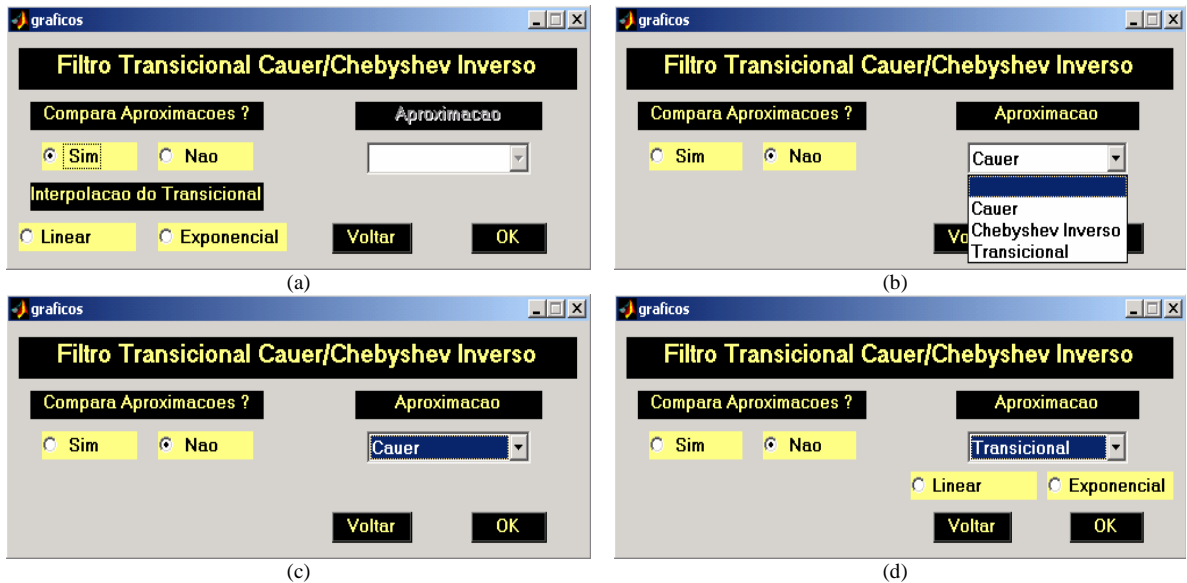 graficos
Filtro Transicional Cauer/Chebyshev Inverso
Compara Aproximacoes ?
Aproximacao
Sim
Nao
Interpolacao do Transicional
Linear
Exponencial
Voltar
OK
(a)
graficos
Filtro Transicional Cauer/Chebyshev Inverso
Compara Aproximacoes ?
Aproximacao
Sim
Nao
Cauer
Cauer
Chebyshev Inverso
Transicional
Vo
(b)
graficos
Filtro Transicional Cauer/Chebyshev Inverso
Compara Aproximacoes ?
Aproximacao
Sim
Nao
Cauer
Voltar
OK
(c)
graficos
Filtro Transicional Cauer/Chebyshev Inverso
Compara Aproximacoes ?
Aproximacao
Sim
Nao
Transicional
Linear
Exponencial
Voltar
OK
(d)